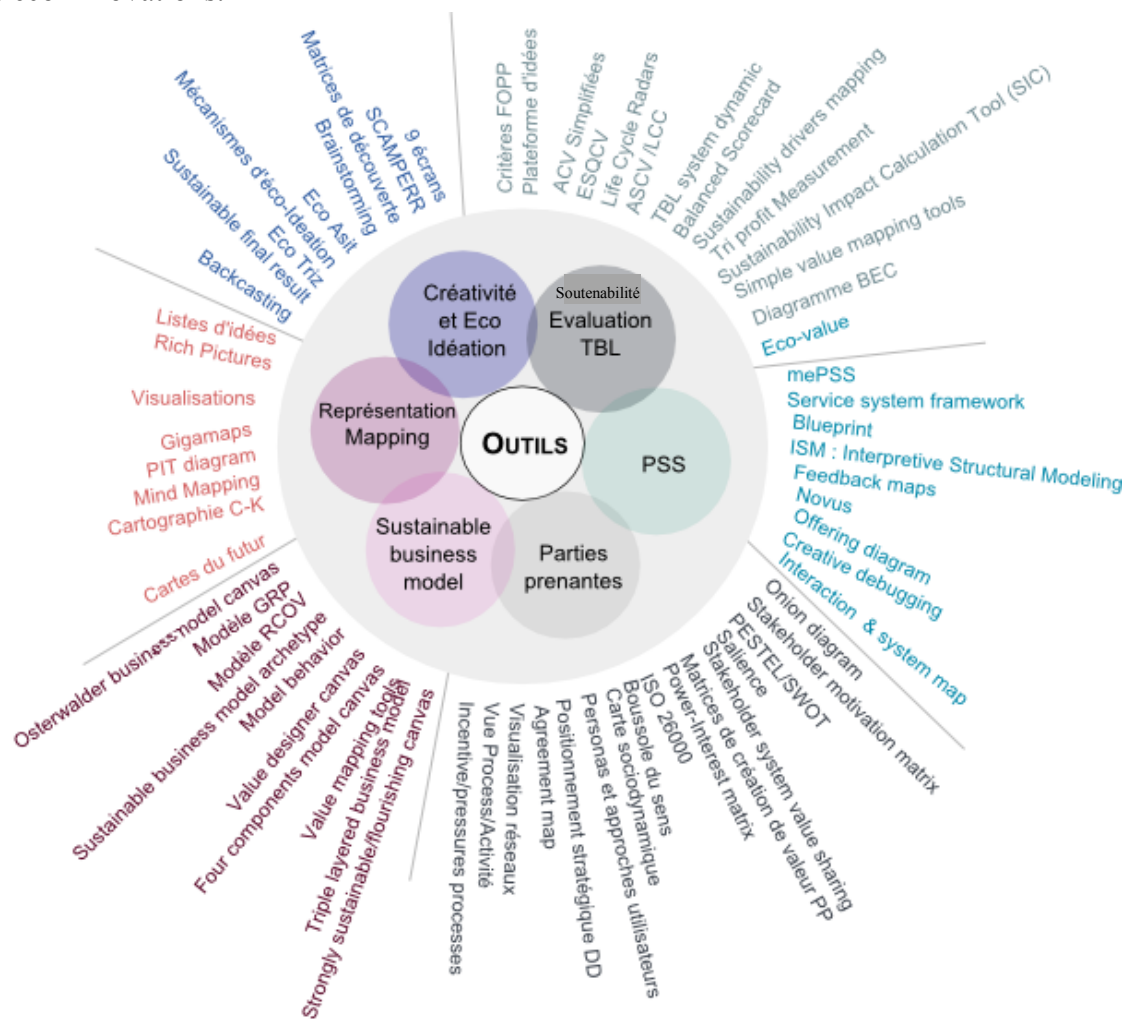 Créativité
et Eco
Idéation
Soutenabilité
Evaluation
TBL
Représentation
Mapping
OUTILS
PSS
Sustainable
business
model
Parties
prenantes
Backcasting
Sustainable final result
Eco Triz
Mécanismes d'éco-Ideation
Eco Asit
Brainstorming
Matrices de découverte
SCAMPERR
9 écrans
Critères FOPP
Plateforme d'idées
ACV Simplifiées
ESQCV
Life Cycle Radars
ASCV /LCC
TBL system dynamic
Balanced Scorecard
Sustainability drivers mapping
Tri profit Measurement
Sustainability Impact Calculation Tool (SIC)
Simple value mapping tools
Diagramme BEC
Eco-value
mePSS
Service system framework
Blueprint
ISM : Interpretive Structural Modeling
Feedback maps
Novus
Offering diagram
Creative debugging
Interaction & system map
Onion diagram
Stakeholder motivation matrix
PESTEL/SWOT
Salience
Stakeholder system value sharing
Matrices de création de valeur PP
Power-Interest matrix
ISO 26000
Boussole du sens
Carte sociodynamique
Personas et approches utilisateurs
Positionnement stratégique DD
Agreement map
Visualisation réseaux
Vue Process/Activité
Incentive/pressures processes
Strongly sustainable/flourishing canvas
Triple layered business model
Value mapping tools
Four components model canvas
Value designer canvas
Model behavior
Sustainable business model archetype
Modèle RCOV
Modèle GRP
Osterwalder business model canvas
Cartes du futur
Cartographie C-K
Mind Mapping
PIT diagram
Gigamaps
Visualisations
Rich Pictures
Listes d'idées